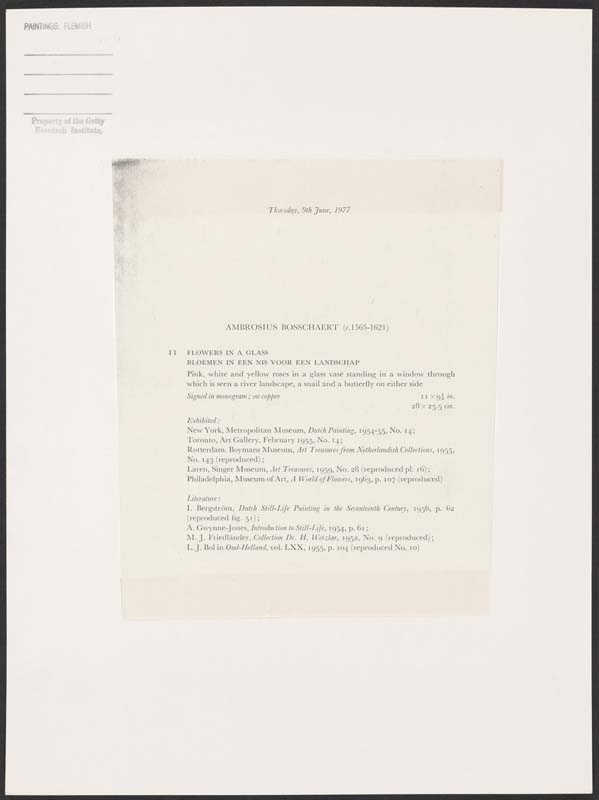 PAINTINGS: FLEMISH
Property of the Getty
Research Institute.
Thursday, 9th June, 1977
AMBROSIUS BOSSCHAERT (c.1565-1621)
11 FLOWERS IN A GLASS
BLOEMEN IN EEN NIS VOOR EEN LANDSCHAP
Pink, white and yellow roses in a glass vase standing in a window through
which is seen a river landscape, a snail and a butterfly on either side
Signed in monogram; on copper 11 × 9¼ in.
28 × 23.5 cm.
Exhibited:
New York, Metropolitan Museum, Dutch Painting, 1954-55, No. 14;
Toronto, Art Gallery, February 1955, No. 14;
Rotterdam, Boymans Museum, Art Treasures from Netherlandish Collections, 1955,
No. 143 (reproduced);
Laren, Singer Museum, Art Treasures, 1959, No. 28 (reproduced pl. 16);
Philadelphia, Museum of Art, A World of Flowers, 1963, p. 107 (reproduced)
Literature:
I. Bergström, Dutch Still-Life Painting in the Seventeenth Century, 1956, p. 62
(reproduced fig. 51);
A. Gwynne-Jones, Introduction to Still-Life, 1954, p. 61;
M. J. Friedländer, Collection Dr. H. Wetzlar, 1952, No. 9 (reproduced);
L. J. Bol in Oud-Holland, vol. LXX, 1955, p. 104 (reproduced No. 10)